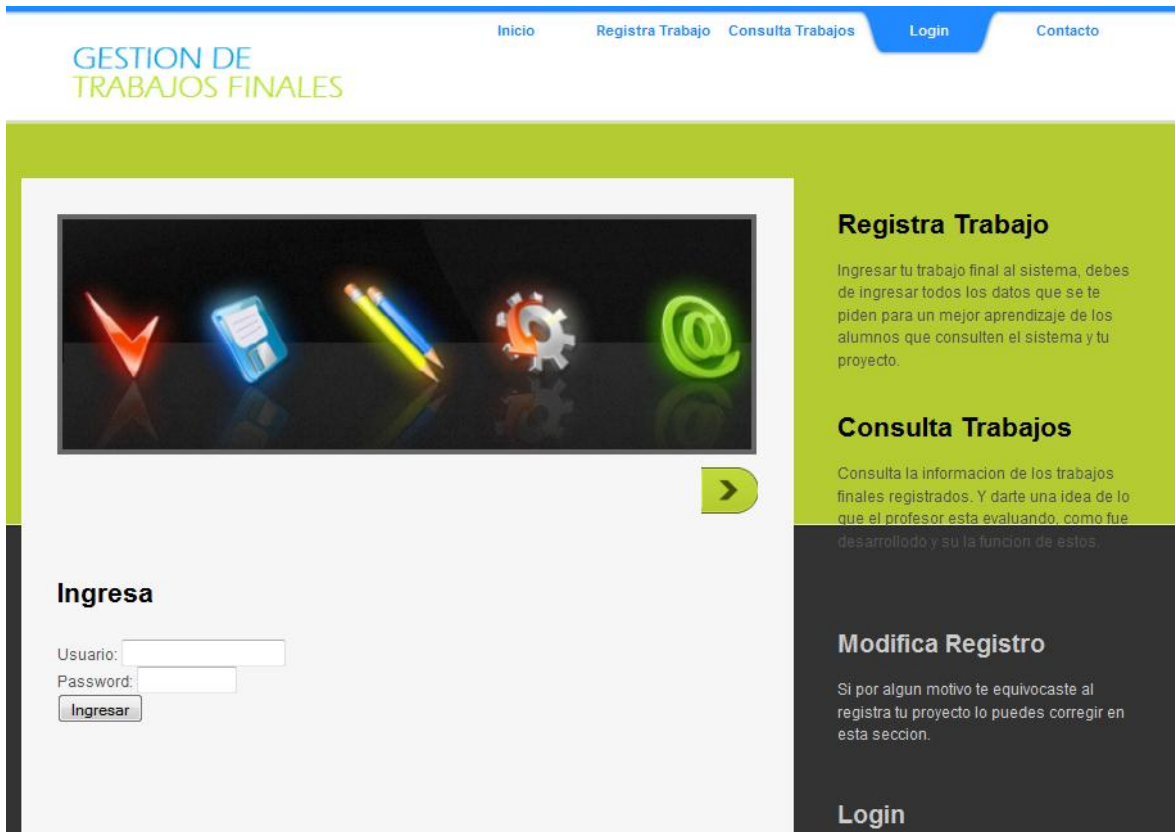 Inicio
Registra Trabajo
Consulta Trabajos
Login
Contacto
GESTION DE
TRABAJOS FINALES
Registra Trabajo
Ingresar tu trabajo final al sistema, debes
de ingresar todos los datos que se te
piden para un mejor aprendizaje de los
alumnos que consulten el sistema y tu
proyecto.
Consulta Trabajos
Consulta la informacion de los trabajos
finales registrados. Y darte una idea de lo
que el profesor esta evaluando, como fue
desarrollodo y su la funcion de estos.
Ingresa
Usuario:
Password:
Ingresar
Modifica Registro
Si por algun motivo te equivocaste al
registra tu proyecto lo puedes corregir en
esta seccion.
Login